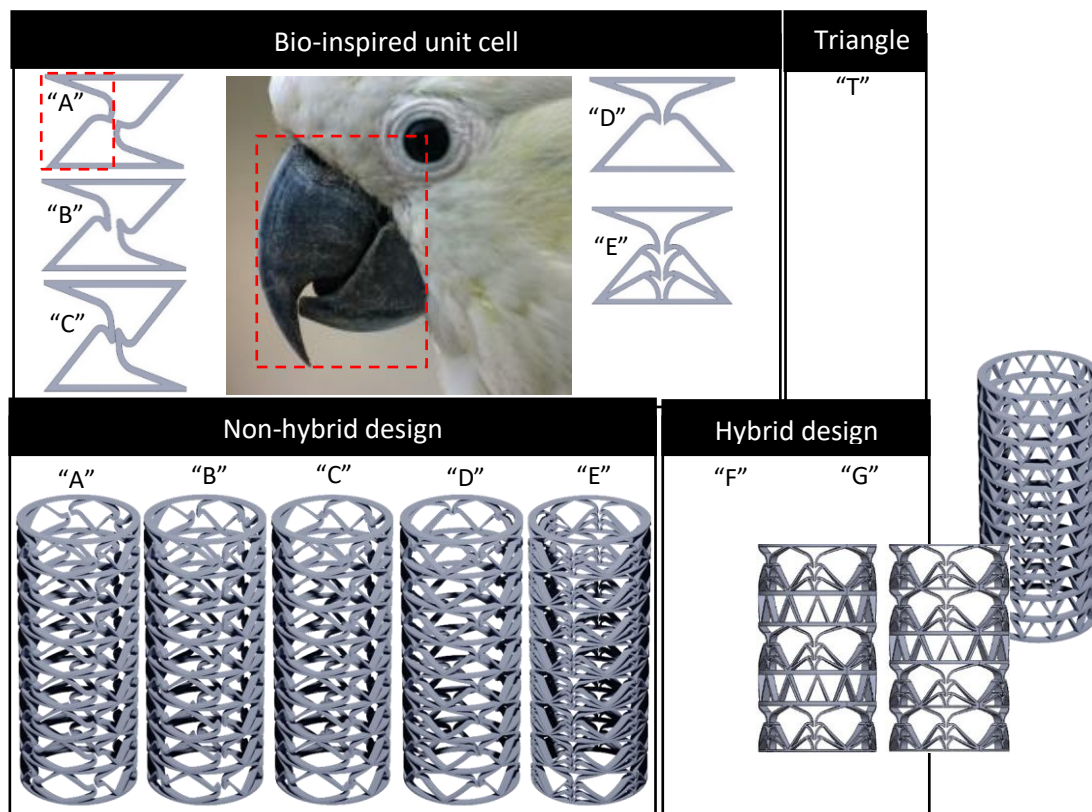 Bio-inspired unit cell
Triangle
“A”
“B”
“C”
“D”
“E”
“T”
Non-hybrid design
“A”
“B”
“C”
“D”
“E”
Hybrid design
“F”
“G”